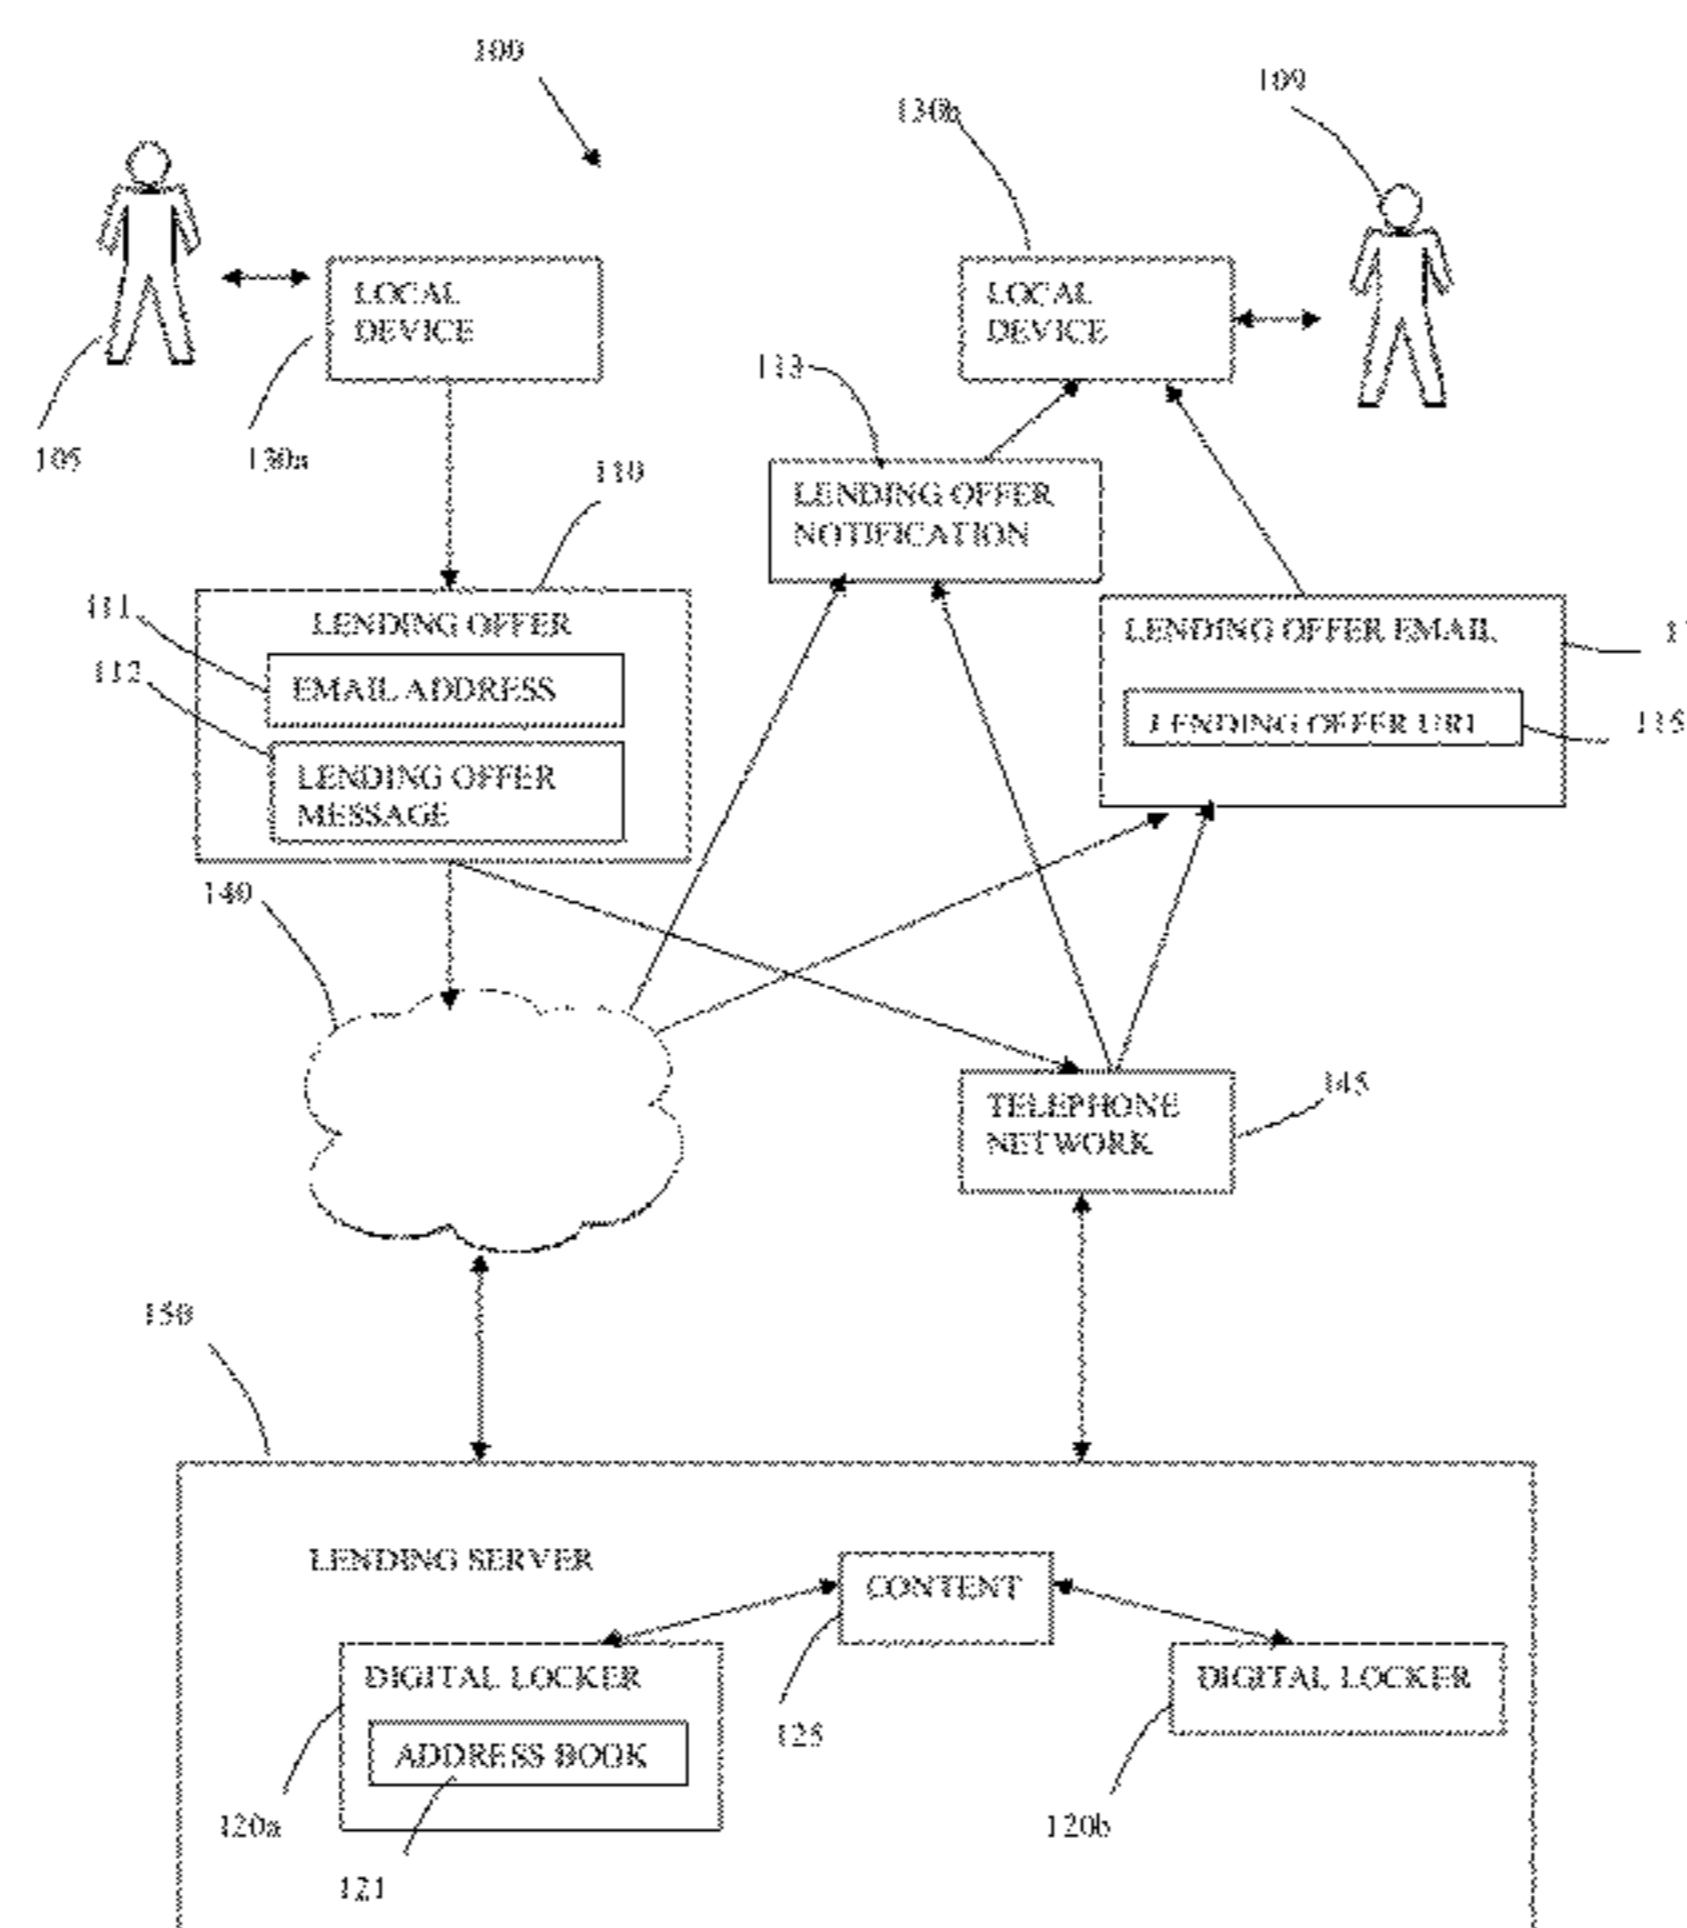 100
109
130b
LOCAL
DEVICE
LOCAL
DEVICE
113
105
130a
110
LENDING OFFER
NOTIFICATION
111
LENDING OFFER
LENDING OFFER EMAIL
112
EMAIL ADDRESS
LENDING OFFER URL
115
LENDING OFFER
MESSAGE
140
TELEPHONE
NETWORK
145
150
LENDING SERVER
CONTENT
DIGITAL LOCKER
DIGITAL LOCKER
125
ADDRESS BOOK
120a
120b
121